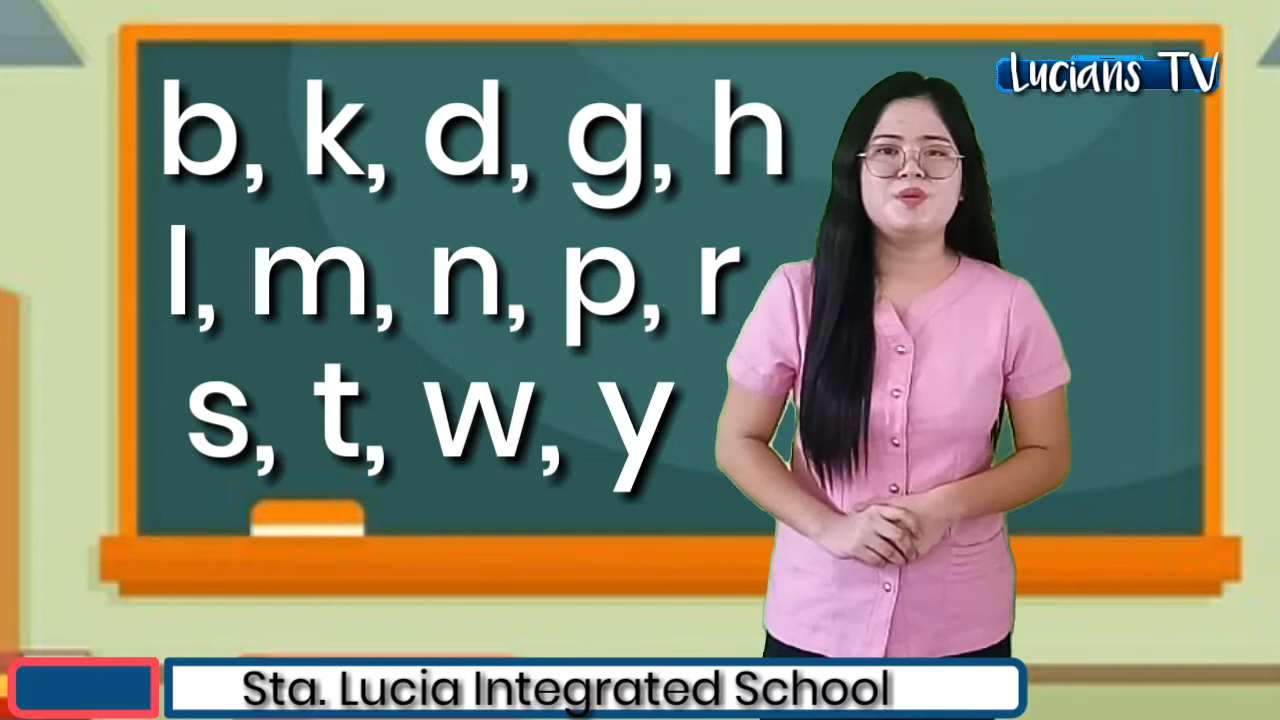 Lucians TV
b, k, d, g, h
l, m, n, p, r
s, t, w, y
Sta. Lucia Integrated School